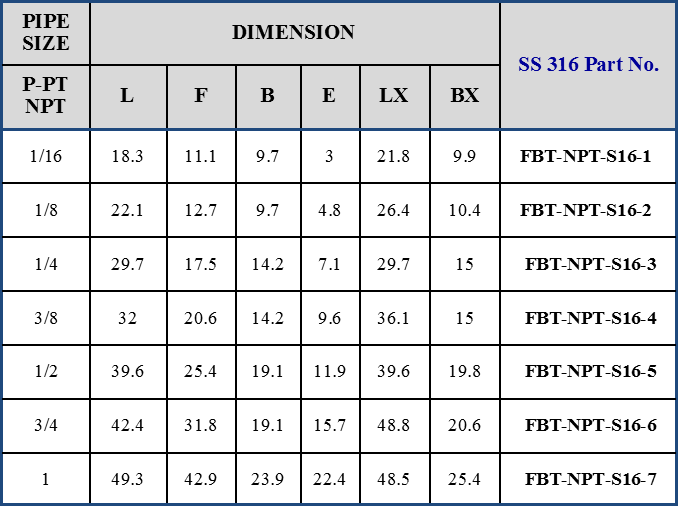 PIPE SIZE DIMENSION SS 316 Part No.
P-PT NPT L F B E LX BX
1/16 18.3 11.1 9.7 3 21.8 9.9 FBT-NPT-S16-1
1/8 22.1 12.7 9.7 4.8 26.4 10.4 FBT-NPT-S16-2
1/4 29.7 17.5 14.2 7.1 29.7 15 FBT-NPT-S16-3
3/8 32 20.6 14.2 9.6 36.1 15 FBT-NPT-S16-4
1/2 39.6 25.4 19.1 11.9 39.6 19.8 FBT-NPT-S16-5
3/4 42.4 31.8 19.1 15.7 48.8 20.6 FBT-NPT-S16-6
1 49.3 42.9 23.9 22.4 48.5 25.4 FBT-NPT-S16-7